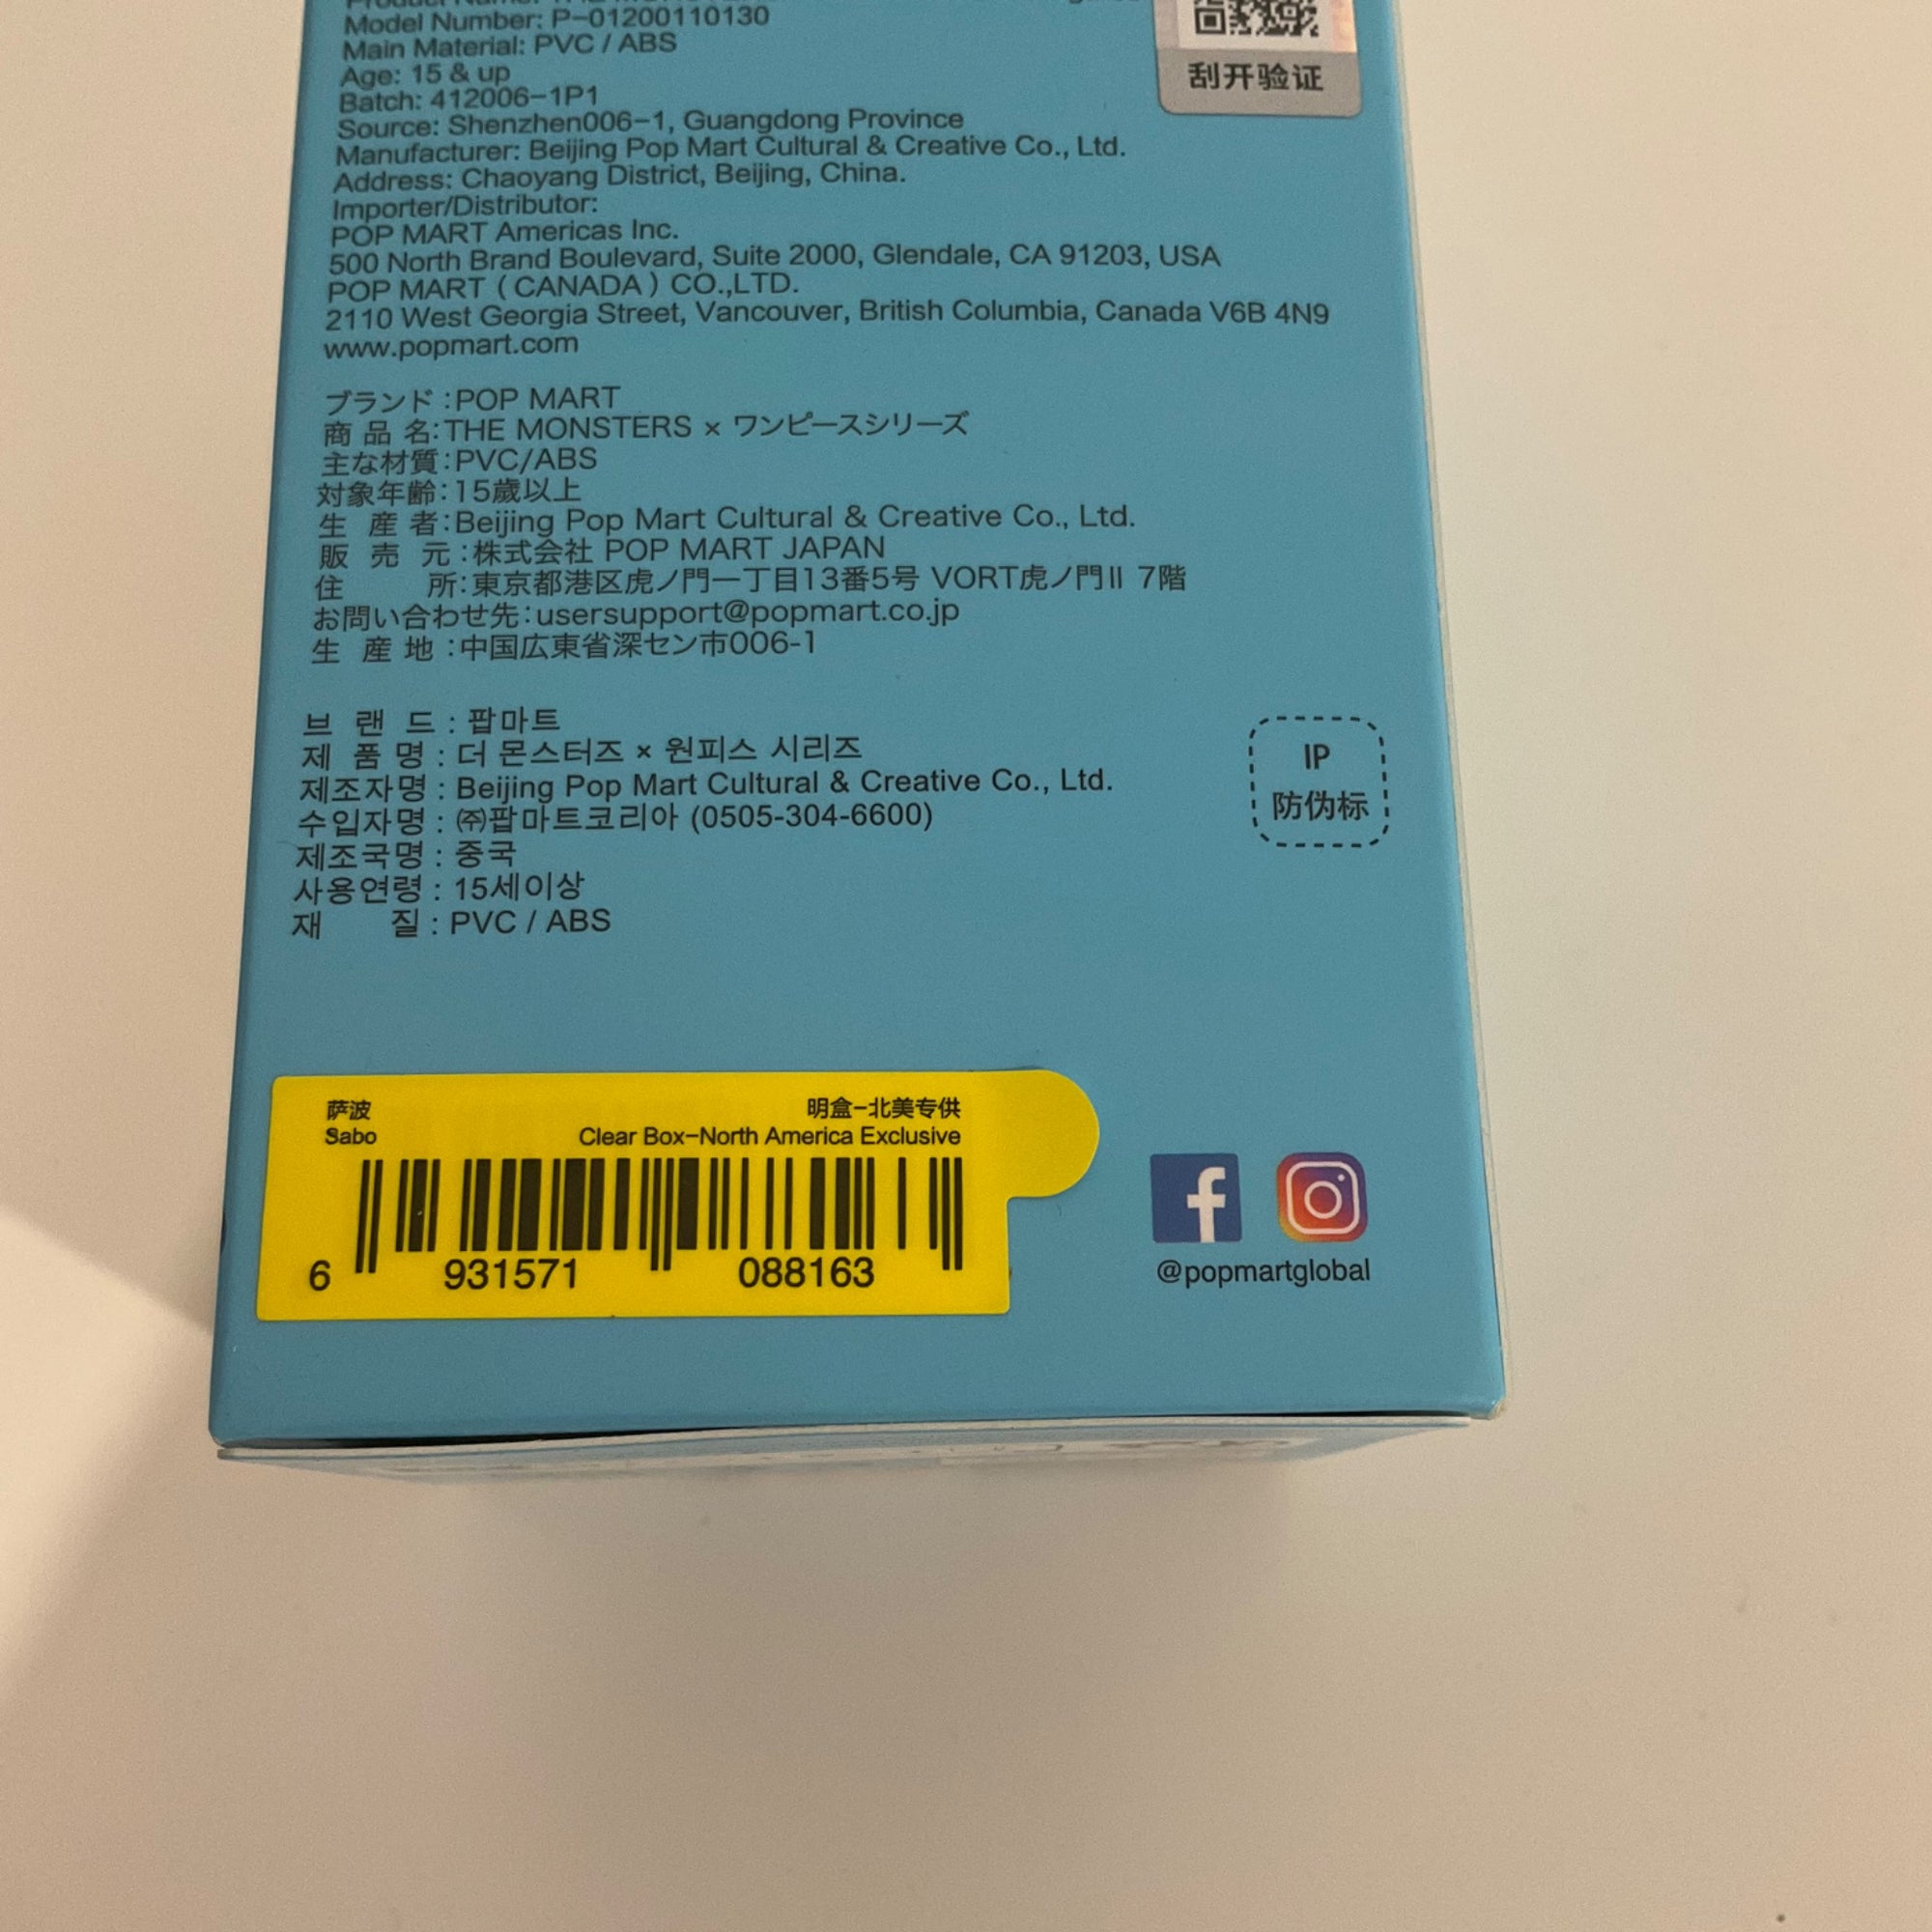 Model Number: P-01200110130
Main Material: PVC / ABS
Age: 15 & up
Batch: 412006-1P1
Source: Shenzhen006-1, Guangdong Province
Manufacturer: Beijing Pop Mart Cultural & Creative Co., Ltd.
Address: Chaoyang District, Beijing, China.
Importer/Distributor:
POP MART Americas Inc.
500 North Brand Boulevard, Suite 2000, Glendale, CA 91203, USA
POP MART (CANADA) CO.,LTD.
2110 West Georgia Street, Vancouver, British Columbia, Canada V6B 4N9
www.popmart.com
刮开验证
ブランド:POP MART
商品名:THE MONSTERS × ワンピースシリーズ
主な材質:PVC/ABS
対象年齢:15歳以上
生産者:Beijing Pop Mart Cultural & Creative Co., Ltd.
販売元:株式会社 POP MART JAPAN
住所:東京都港区虎ノ門一丁目13番5号 VORT虎ノ門II 7階
お問い合わせ先:usersupport@popmart.co.jp
生産地:中国広東省深セン市006-1
브랜드 : 팝마트
제품명 : 더 몬스터즈 × 원피스 시리즈
제조자명 : Beijing Pop Mart Cultural & Creative Co., Ltd.
수입자명 : ㈜팝마트코리아 (0505-304-6600)
제조국명 : 중국
사용연령 : 15세이상
재질 : PVC / ABS
IP
防伪标
萨波 明盒-北美专供
Sabo Clear Box-North America Exclusive
6 931571 088163
@popmartglobal